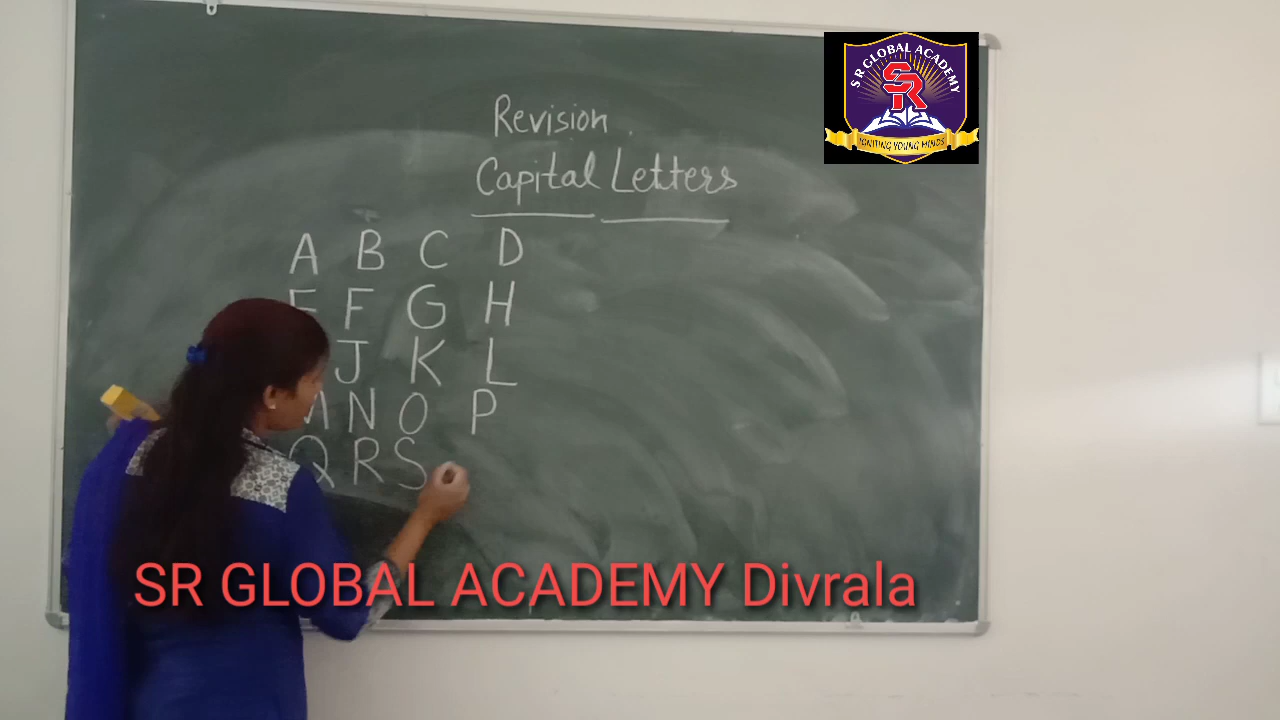 S R GLOBAL ACADEMY
SR
IGNITING YOUNG MINDS
Revision.
Capital Letters
A B C D
E F G H
J K L
M N O P
Q R S
SR GLOBAL ACADEMY Divrala